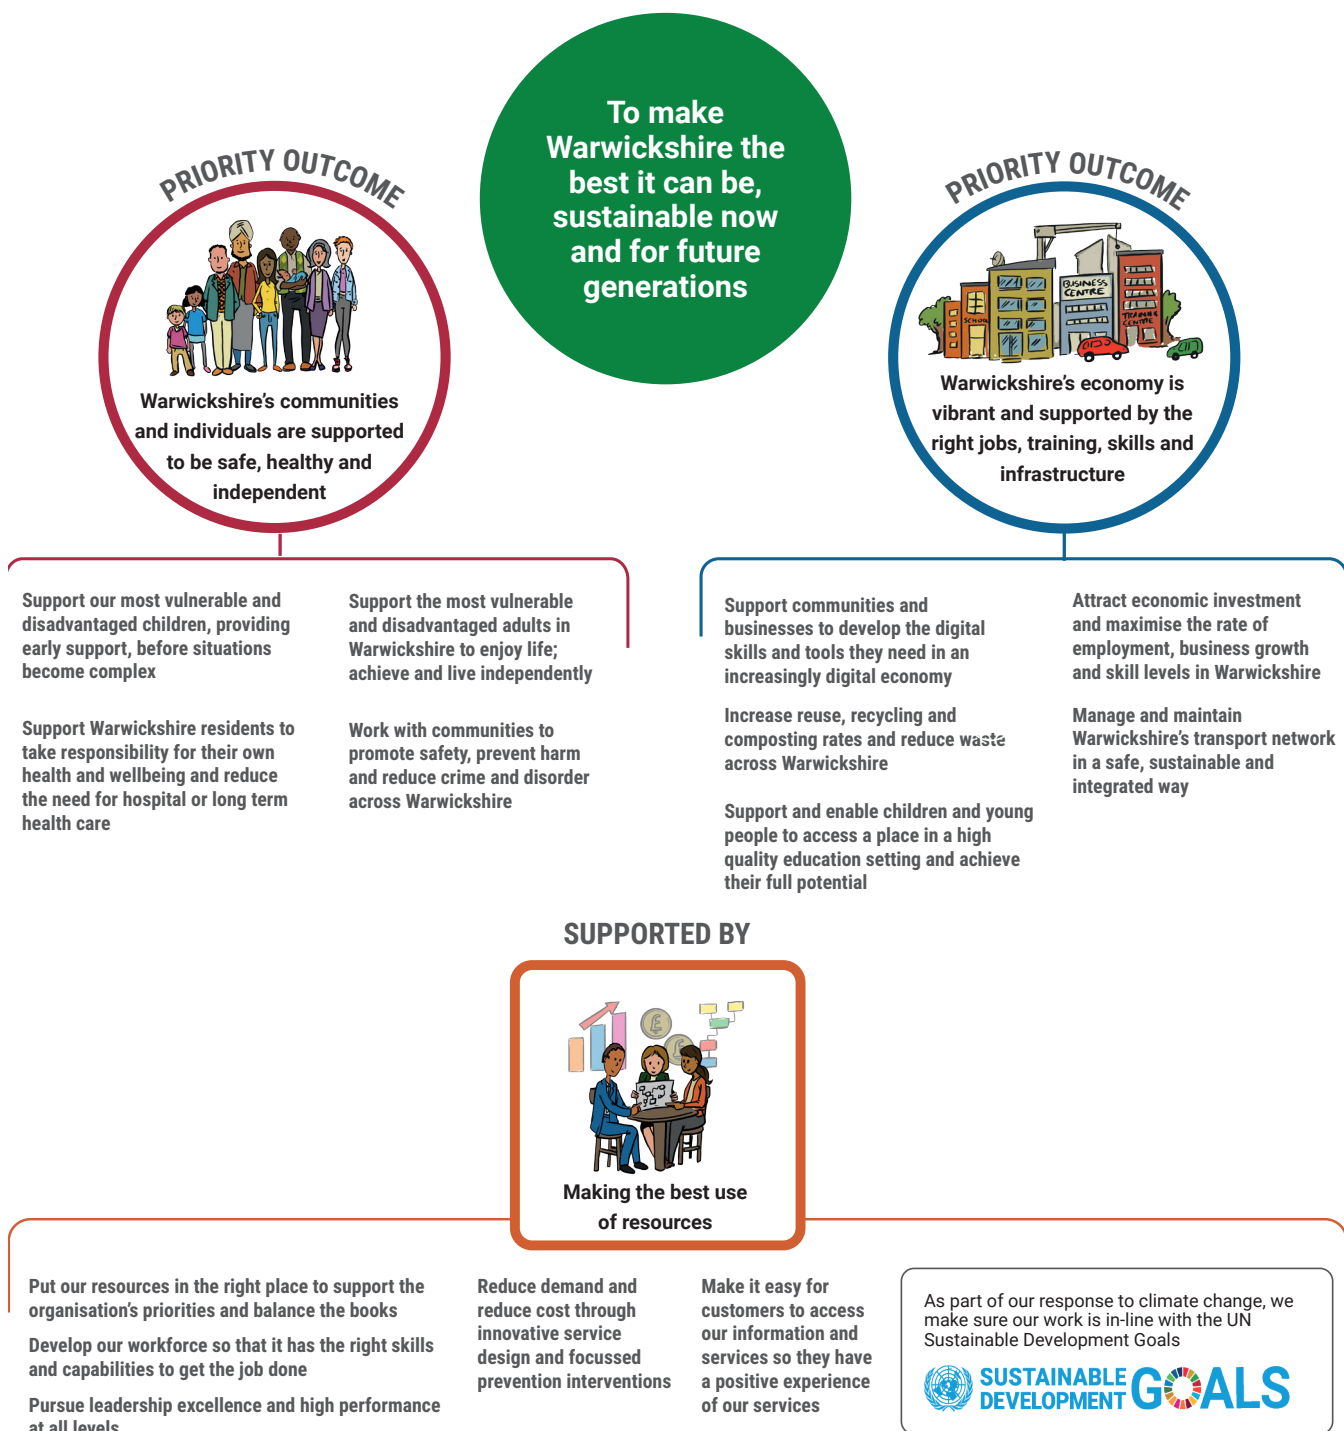 To make
Warwickshire the
best it can be,
sustainable now
and for future
generations
PRIORITY OUTCOME
Warwickshire's communities
and individuals are supported
to be safe, healthy and
independent
PRIORITY OUTCOME
SCHOOL
BUSINESS
CENTRE
TRAINING
CENTRE
Warwickshire's economy is
vibrant and supported by the
right jobs, training, skills and
infrastructure
Support our most vulnerable and
disadvantaged children, providing
early support, before situations
become complex
Support the most vulnerable
and disadvantaged adults in
Warwickshire to enjoy life;
achieve and live independently
Support Warwickshire residents to
take responsibility for their own
health and wellbeing and reduce
the need for hospital or long term
health care
Work with communities to
promote safety, prevent harm
and reduce crime and disorder
across Warwickshire
Support communities and
businesses to develop the digital
skills and tools they need in an
increasingly digital economy
Increase reuse, recycling and
composting rates and reduce waste
across Warwickshire
Support and enable children and young
people to access a place in a high
quality education setting and achieve
their full potential
Attract economic investment
and maximise the rate of
employment, business growth
and skill levels in Warwickshire
Manage and maintain
Warwickshire's transport network
in a safe, sustainable and
integrated way
SUPPORTED BY
£
£
Making the best use
of resources
Put our resources in the right place to support the
organisation's priorities and balance the books
Develop our workforce so that it has the right skills
and capabilities to get the job done
Pursue leadership excellence and high performance
at all levels
Reduce demand and
reduce cost through
innovative service
design and focussed
prevention interventions
Make it easy for
customers to access
our information and
services so they have
a positive experience
of our services
As part of our response to climate change, we
make sure our work is in-line with the UN
Sustainable Development Goals
SUSTAINABLE
DEVELOPMENT GOALS